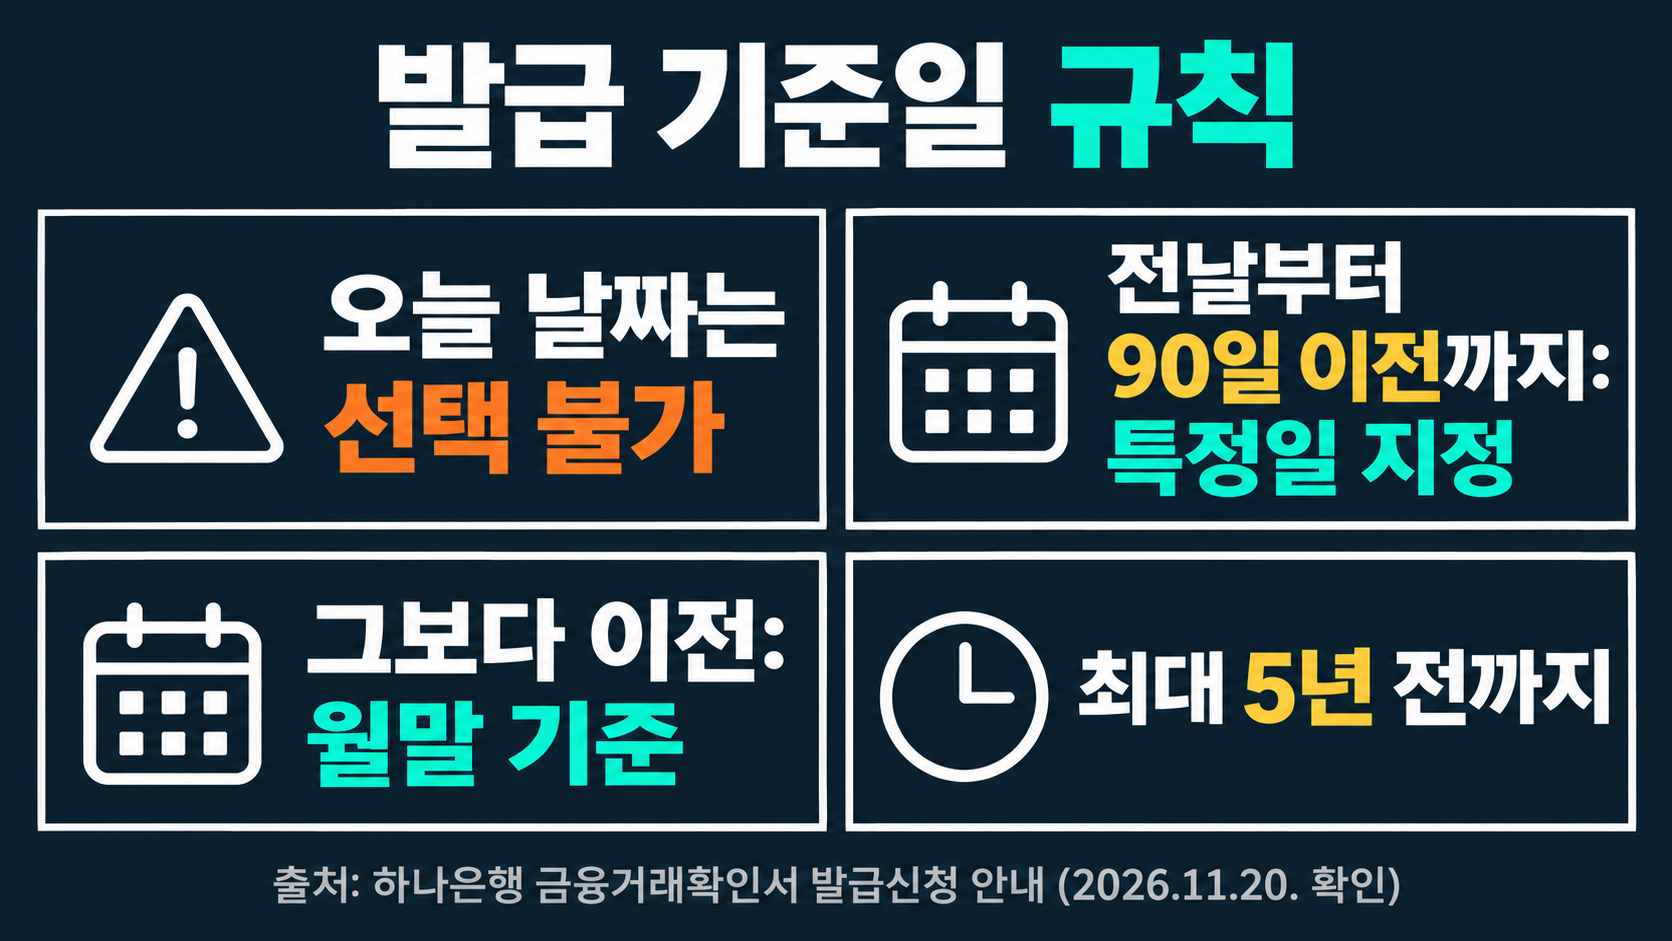 발급 기준일 규칙
오늘 날짜는
선택 불가
전날부터
90일 이전까지:
특정일 지정
그보다 이전:
월말 기준
최대 5년 전까지
출처: 하나은행 금융거래확인서 발급신청 안내 (2026.11.20. 확인)